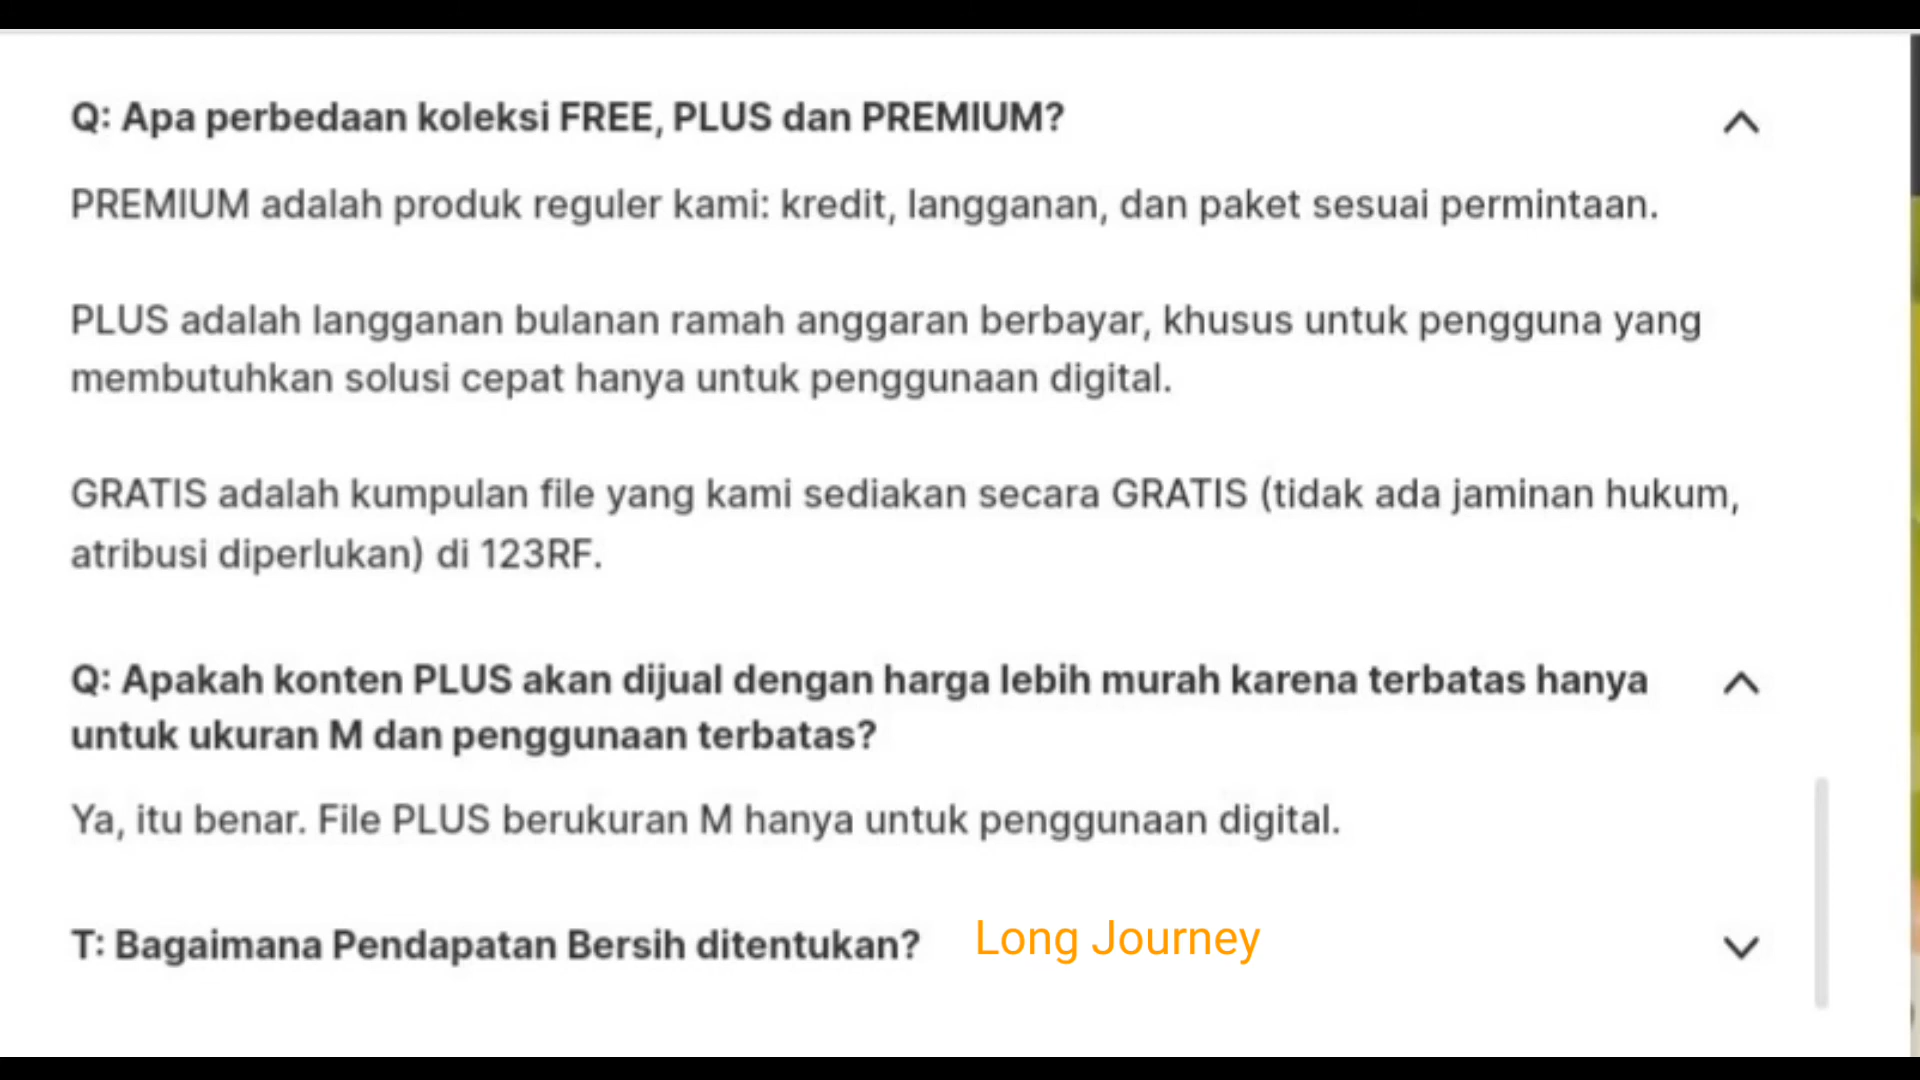 Q: Apa perbedaan koleksi FREE, PLUS dan PREMIUM?
PREMIUM adalah produk reguler kami: kredit, langganan, dan paket sesuai permintaan.
PLUS adalah langganan bulanan ramah anggaran berbayar, khusus untuk pengguna yang
membutuhkan solusi cepat hanya untuk penggunaan digital.
GRATIS adalah kumpulan file yang kami sediakan secara GRATIS (tidak ada jaminan hukum,
atribusi diperlukan) di 123RF.
Q: Apakah konten PLUS akan dijual dengan harga lebih murah karena terbatas hanya
untuk ukuran M dan penggunaan terbatas?
Ya, itu benar. File PLUS berukuran M hanya untuk penggunaan digital.
T: Bagaimana Pendapatan Bersih ditentukan? Long Journey